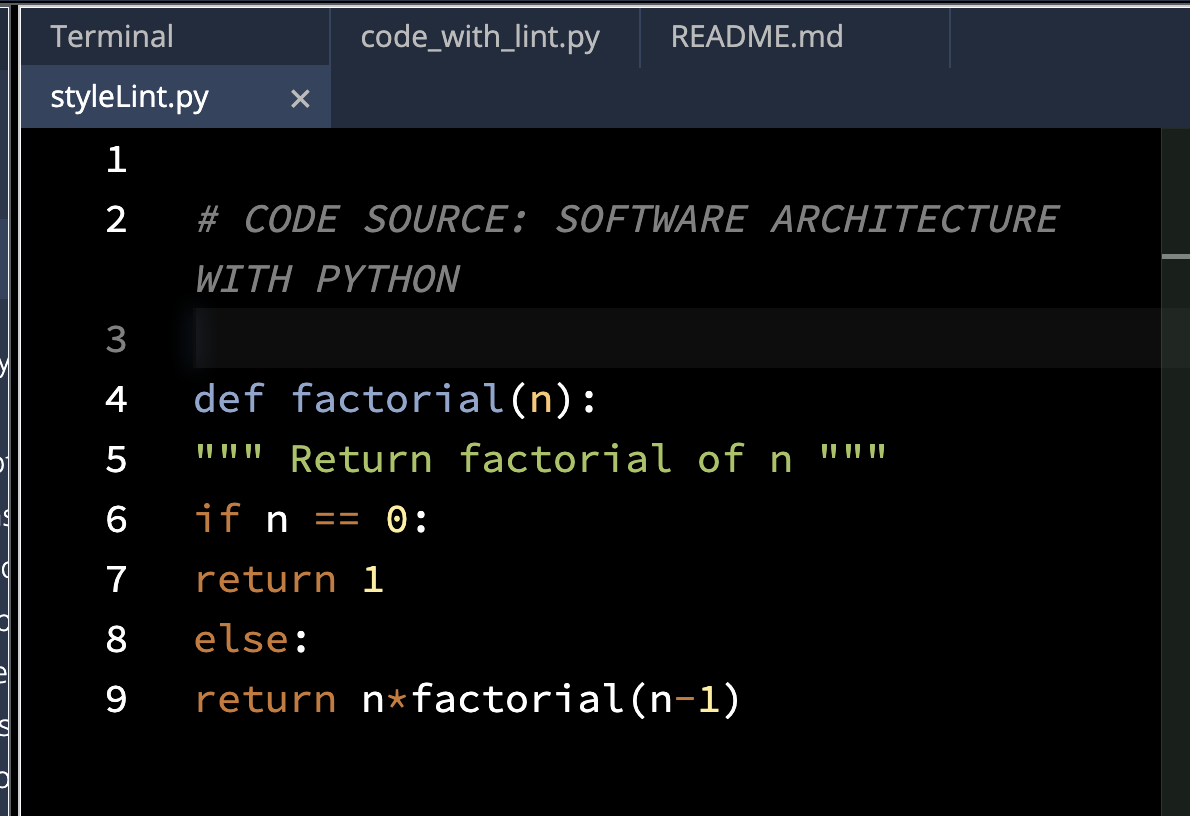 Terminal
code_with_lint.py
README.md
styleLint.py ×
1
2 # CODE SOURCE: SOFTWARE ARCHITECTURE
WITH PYTHON
3
4 def factorial(n):
5 """ Return factorial of n """
6 if n == 0:
7 return 1
8 else:
9 return n*factorial(n-1)